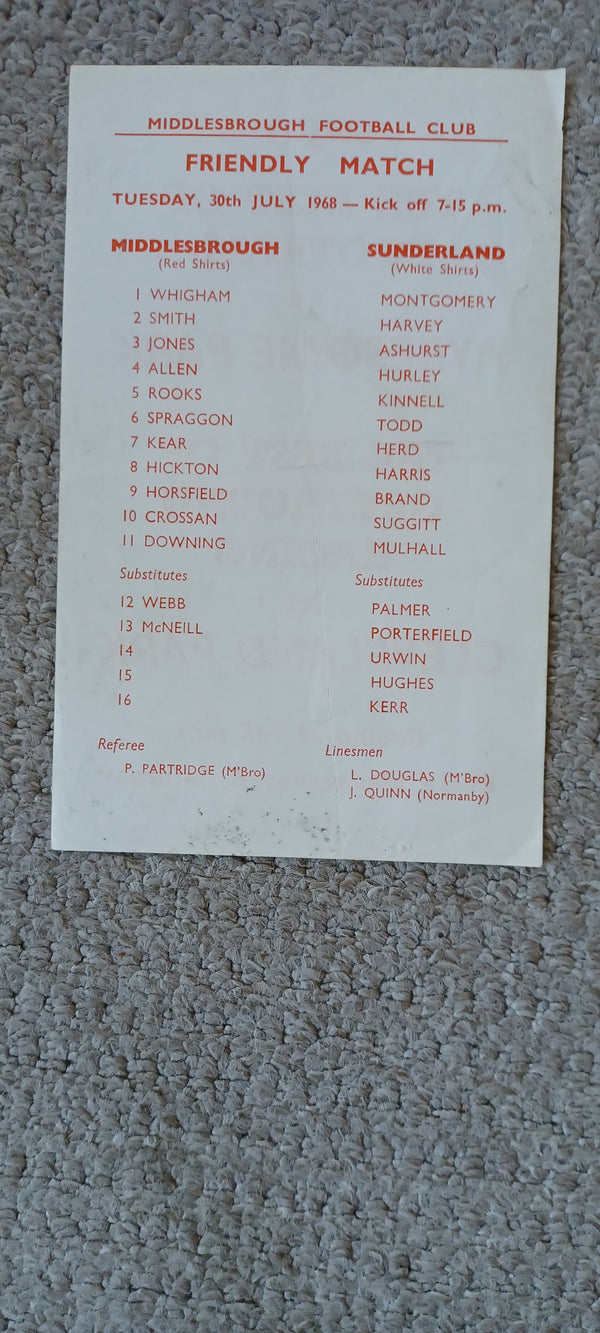 MIDDLESBROUGH FOOTBALL CLUB
FRIENDLY MATCH
TUESDAY, 30th JULY 1968 — Kick off 7-15 p.m.
MIDDLESBROUGH SUNDERLAND
(Red Shirts) (White Shirts)
1 WHIGHAM MONTGOMERY
2 SMITH HARVEY
3 JONES ASHURST
4 ALLEN HURLEY
5 ROOKS KINNELL
6 SPRAGGON TODD
7 KEAR HERD
8 HICKTON HARRIS
9 HORSFIELD BRAND
10 CROSSAN SUGGITT
11 DOWNING MULHALL
Substitutes Substitutes
12 WEBB PALMER
13 McNEILL PORTERFIELD
14 URWIN
15 HUGHES
16 KERR
Referee Linesmen
P. PARTRIDGE (M'Bro) L. DOUGLAS (M'Bro)
J. QUINN (Normanby)